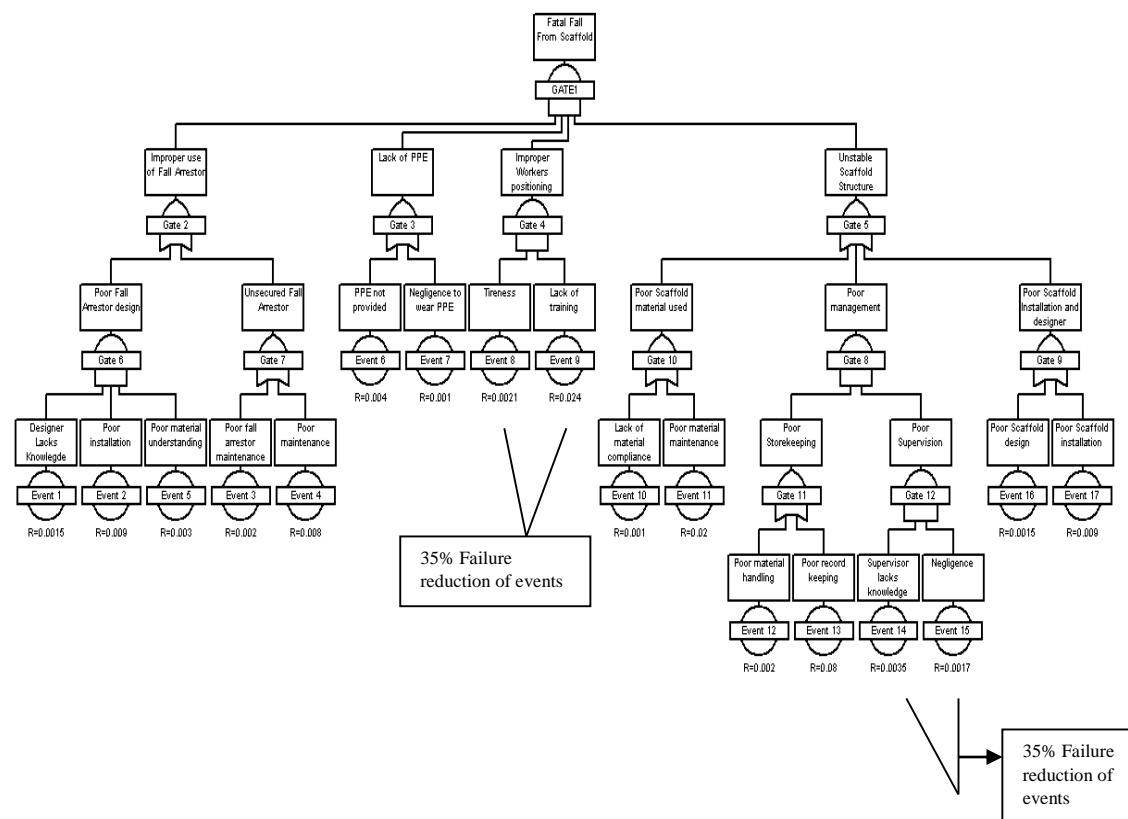 Fatal Fall
From Scaffold
GATE1
Improper use
of Fall Arrestor
Gate 2
Lack of PPE
Gate 3
Improper
Workers
positioning
Gate 4
Unstable
Scaffold
Structure
Gate 5
Poor Fall
Arrestor design
Gate 6
Unsecured Fall
Arrestor
Gate 7
PPE not
provided
Event 6
R=0.004
Negligence to
wear PPE
Event 7
R=0.001
Tireness
Event 8
R=0.0021
Lack of
training
Event 9
R=0.024
Poor Scaffold
material used
Gate 10
Poor
management
Gate 8
Poor Scaffold
Installation and
designer
Gate 9
Designer
Lacks
Knowlegde
Event 1
R=0.0015
Poor
installation
Event 2
R=0.009
Poor material
understanding
Event 5
R=0.003
Poor fall
arrestor
maintenance
Event 3
R=0.002
Poor
maintenance
Event 4
R=0.008
Lack of
material
compliance
Event 10
R=0.001
Poor material
maintenance
Event 11
R=0.02
Poor
Storekeeping
Gate 11
Poor
Supervision
Gate 12
Poor Scaffold
design
Event 16
R=0.0015
Poor Scaffold
installation
Event 17
R=0.009
35% Failure
reduction of events
Poor material
handling
Event 12
R=0.002
Poor record
keeping
Event 13
R=0.08
Supervisor
lacks
knowledge
Event 14
R=0.0035
Negligence
Event 15
R=0.0017
35% Failure
reduction of
events